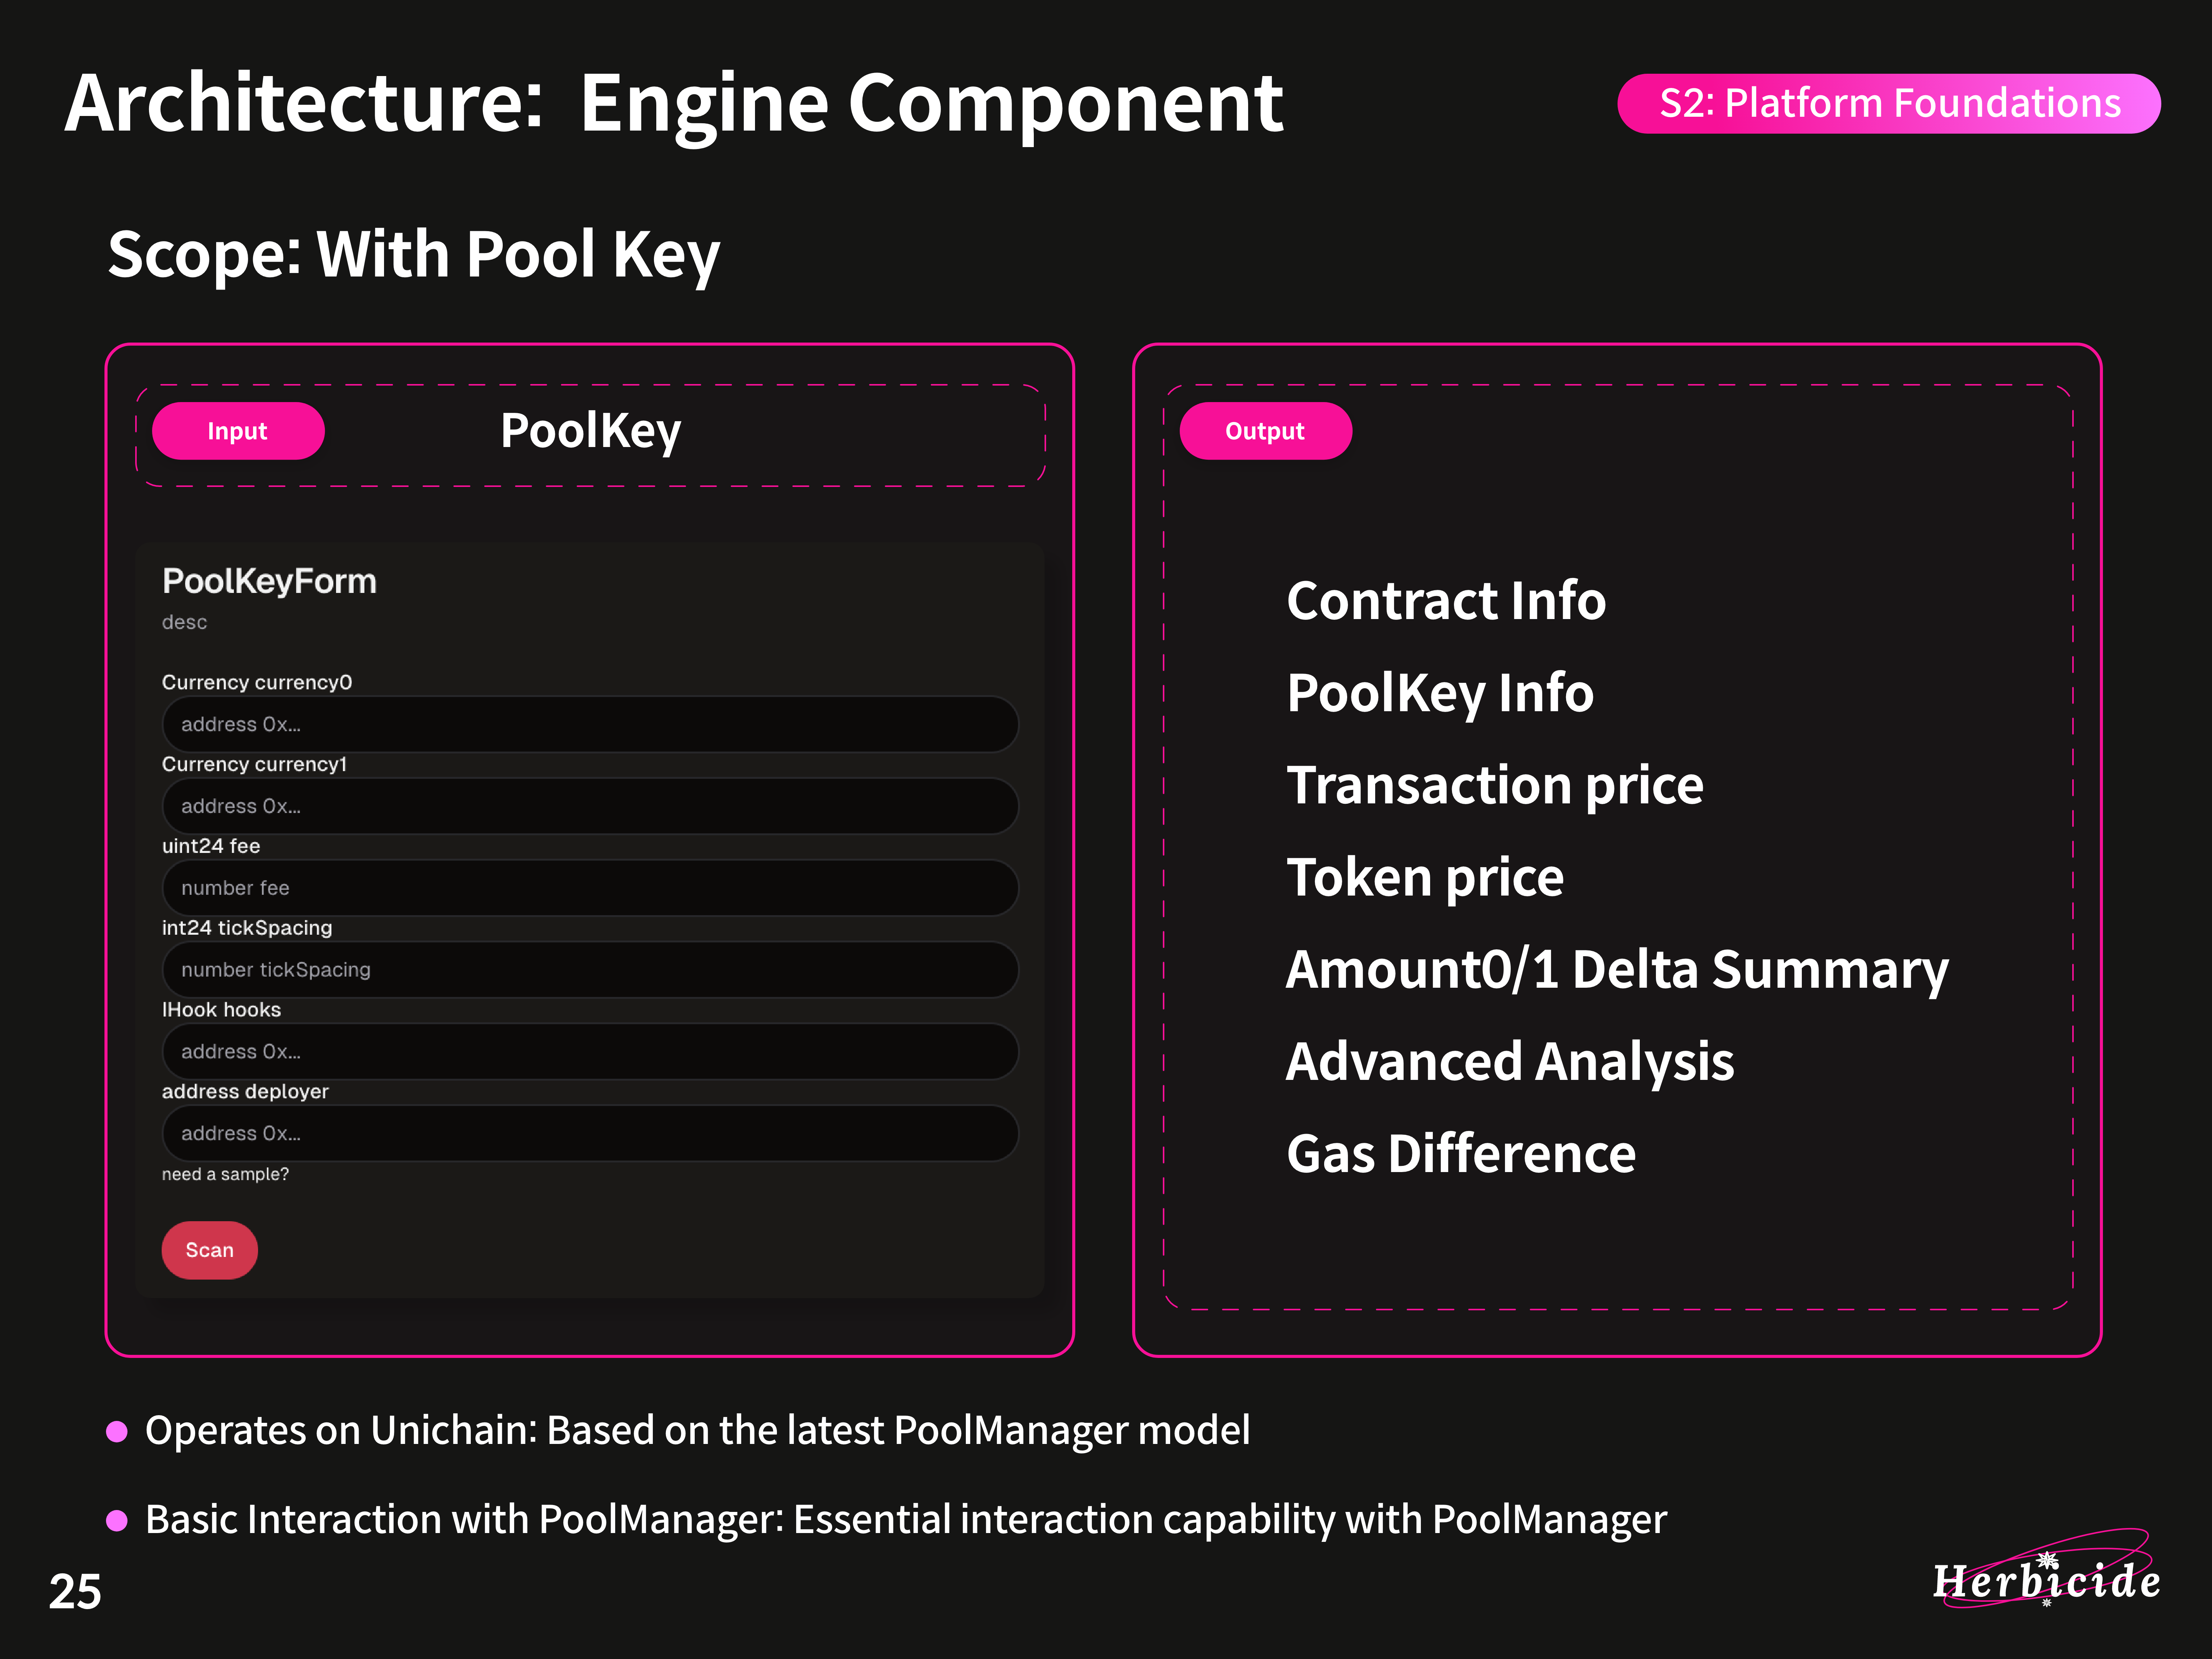 Architecture: Engine Component
S2: Platform Foundations
Scope: With Pool Key
Input
PoolKey
PoolKeyForm
desc
Currency currency0
address 0x...
Currency currency1
address 0x...
uint24 fee
number fee
int24 tickSpacing
number tickSpacing
IHook hooks
address 0x...
address deployer
address 0x...
need a sample?
Scan
Output
Contract Info
PoolKey Info
Transaction price
Token price
Amount0/1 Delta Summary
Advanced Analysis
Gas Difference
Operates on Unichain: Based on the latest PoolManager model
Basic Interaction with PoolManager: Essential interaction capability with PoolManager
25
Herbicide